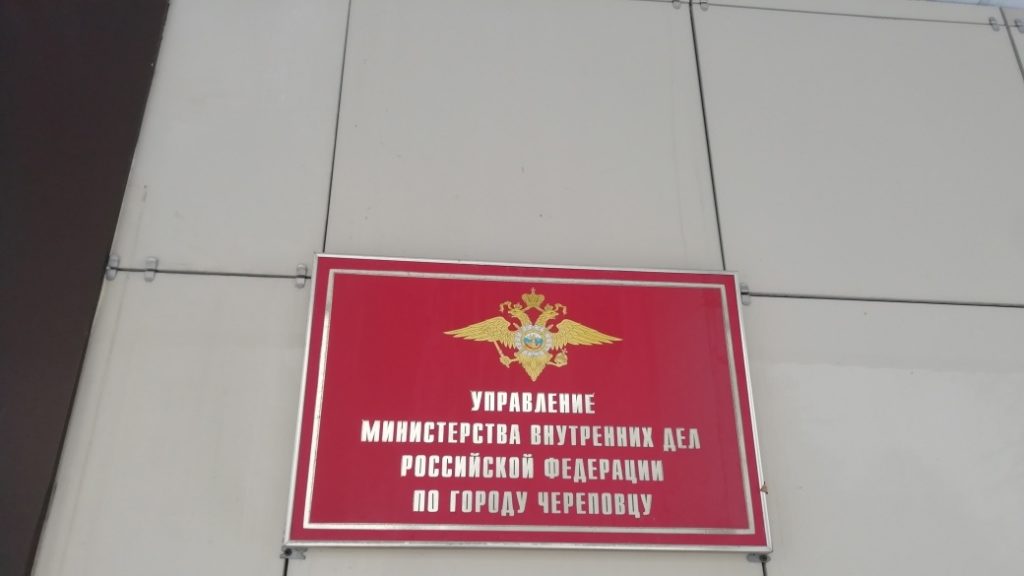 УПРАВЛЕНИЕ
МИНИСТЕРСТВА ВНУТРЕННИХ ДЕЛ
РОССИЙСКОЙ ФЕДЕРАЦИИ
ПО ГОРОДУ ЧЕРЕПОВЦУ